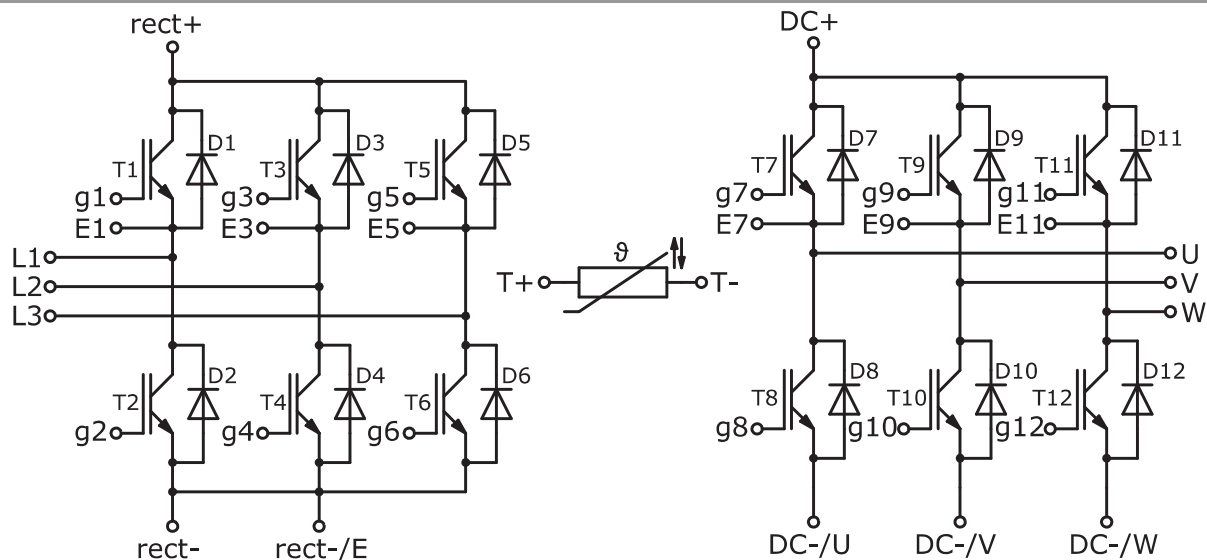 rect+ DC+
D1 D3 D5 D7 D9 D11
T1 T3 T5 T7 T9 T11
g1 g3 g5 g7 g9 g11
E1 E3 E5 E7 E9 E11
L1 U
L2 T+ ϑ T- V
L3 W
D2 D4 D6 D8 D10 D12
T2 T4 T6 T8 T10 T12
g2 g4 g6 g8 g10 g12
rect- rect-/E DC-/U DC-/V DC-/W